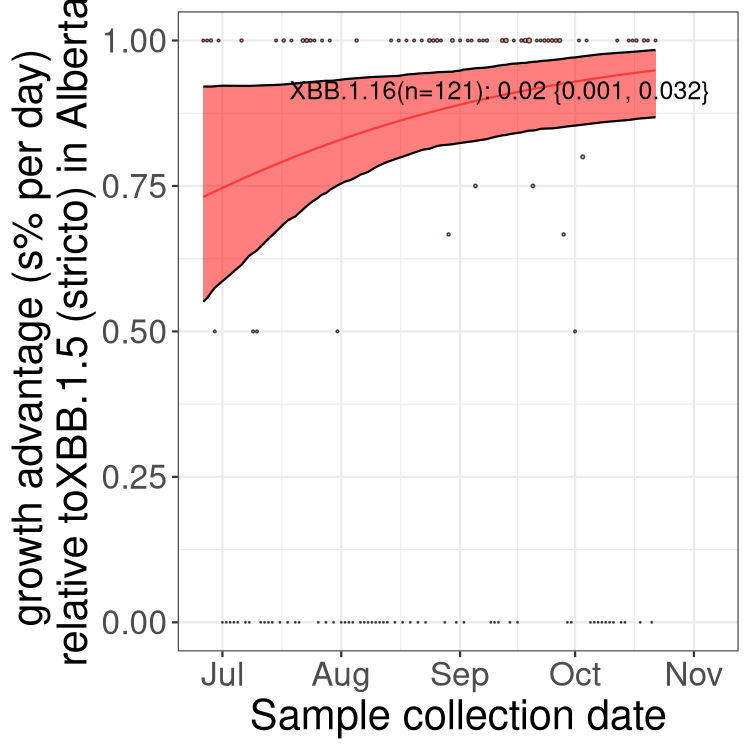 growth advantage (s% per day)
relative toXBB.1.5 (stricto) in Alberta
1.00
0.75
0.50
0.25
0.00
XBB.1.16(n=121): 0.02 {0.001, 0.032}
Jul Aug Sep Oct Nov
Sample collection date